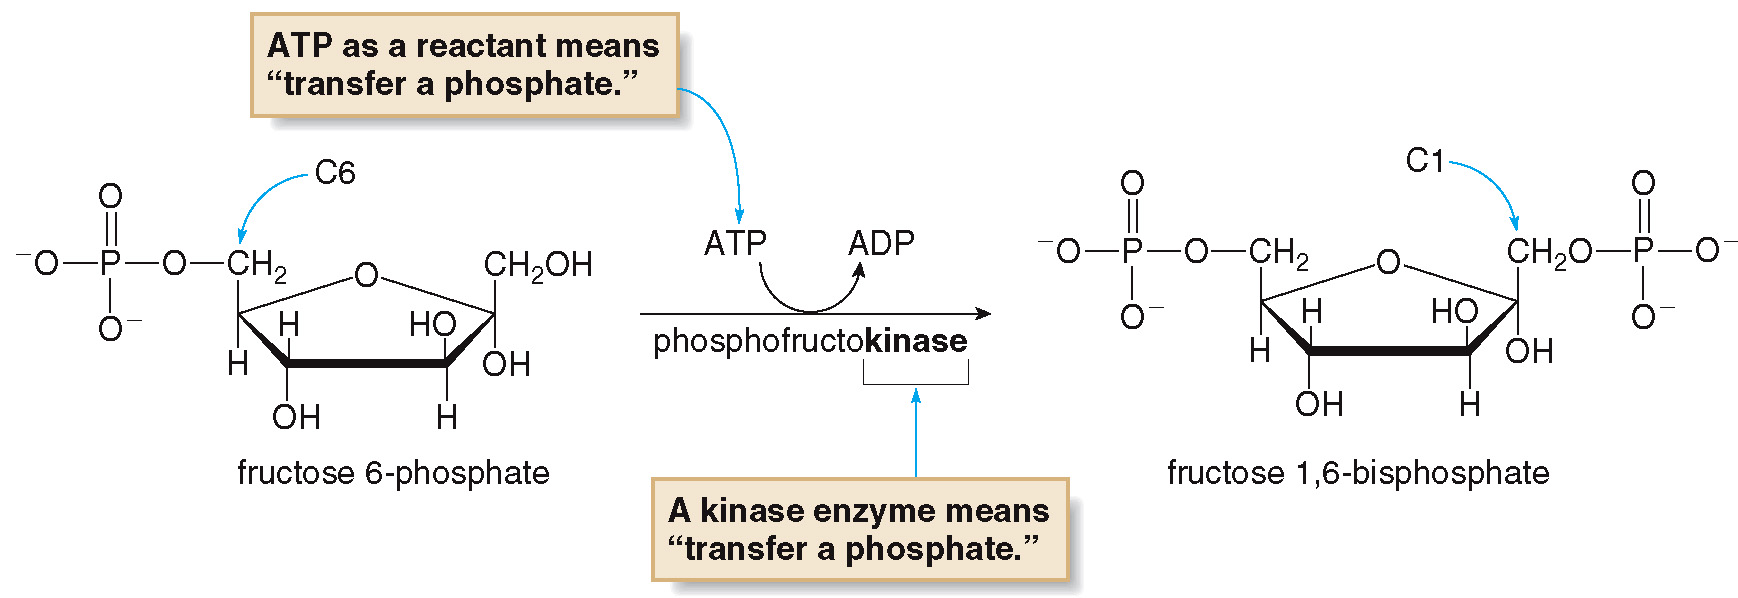 ATP as a reactant means
“transfer a phosphate.”
C6
C1
O
⁻O—P—O—CH₂
O⁻
O
CH₂OH
H
H
HO
OH
OH
H
ATP
ADP
phosphofructokinase
O
⁻O—P—O—CH₂
O⁻
O
CH₂O—P—O⁻
O
O⁻
H
H
HO
OH
OH
H
fructose 6-phosphate
fructose 1,6-bisphosphate
A kinase enzyme means
“transfer a phosphate.”